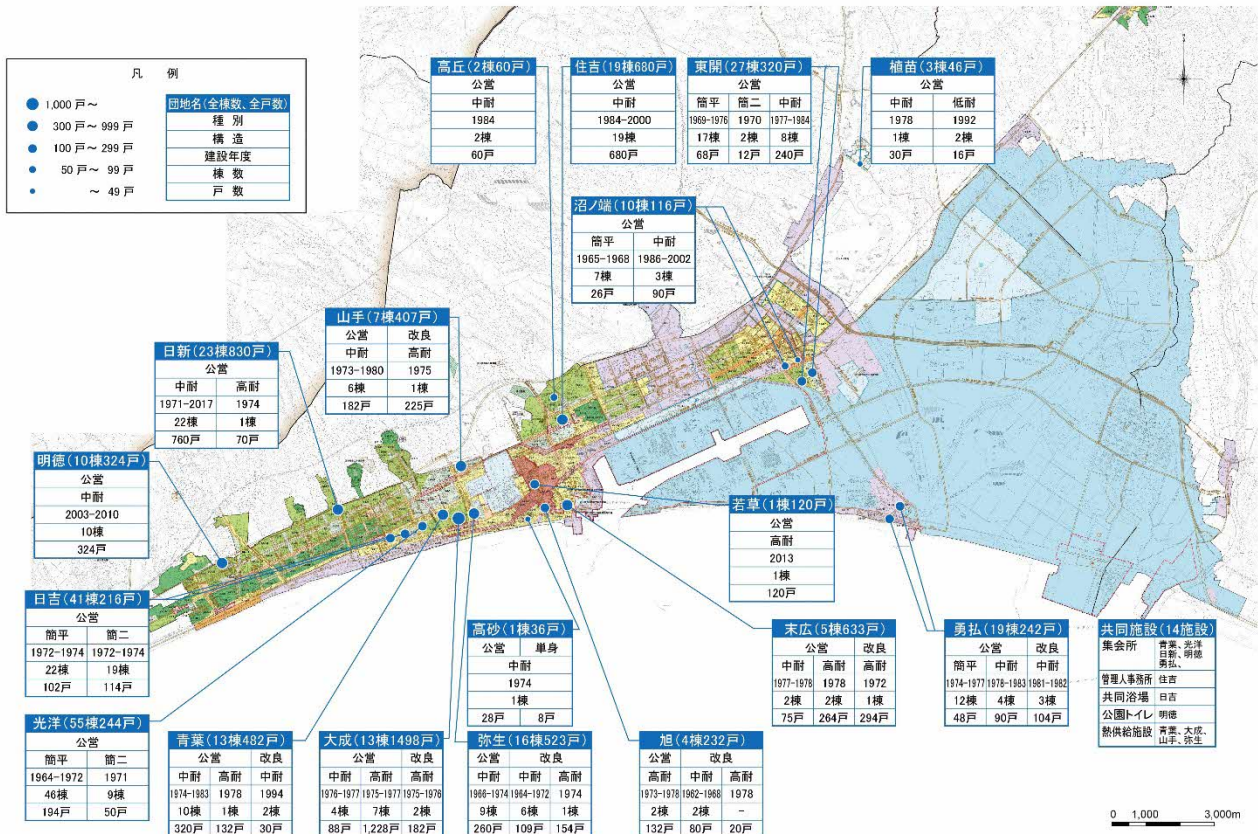 凡 例
1,000 戸～
300 戸～ 999 戸
100 戸～ 299 戸
50 戸～ 99 戸
～ 49 戸
団地名(全棟数、全戸数)
種 別
構 造
建設年度
棟 数
戸 数
高丘(2棟60戸)
公営
中耐
1984
2棟
60戸
住吉(19棟680戸)
公営
中耐
1984-2000
19棟
680戸
東開(27棟320戸)
公営
簡平 簡二 中耐
1969-1976 1970 1977-1984
17棟 2棟 8棟
68戸 12戸 240戸
植苗(3棟46戸)
公営
中耐 低耐
1978 1992
1棟 2棟
30戸 16戸
沼ノ端(10棟116戸)
公営
簡平 中耐
1965-1968 1986-2002
7棟 3棟
26戸 90戸
山手(7棟407戸)
公営 改良
中耐 高耐
1973-1980 1975
6棟 1棟
182戸 225戸
日新(23棟830戸)
公営
中耐 高耐
1971-2017 1974
22棟 1棟
760戸 70戸
明徳(10棟324戸)
公営
中耐
2003-2010
10棟
324戸
若草(1棟120戸)
公営
高耐
2013
1棟
120戸
日吉(41棟216戸)
公営
簡平 簡二
1972-1974 1972-1974
22棟 19棟
102戸 114戸
高砂(1棟36戸)
公営 単身
中耐
1974
1棟
28戸 8戸
末広(5棟633戸)
公営 改良
中耐 高耐 高耐
1977-1978 1978 1972
2棟 2棟 1棟
75戸 264戸 294戸
勇払(19棟242戸)
公営 改良
簡平 中耐 中耐
1974-1977 1978-1983 1981-1982
12棟 4棟 3棟
48戸 90戸 104戸
共同施設(14施設)
集会所 青葉、光洋
日新、明徳
勇払、
管理人事務所 住吉
共同浴場 日吉
公園トイレ 明徳
熱供給施設 青葉、大成、
山手、弥生
光洋(55棟244戸)
公営
簡平 簡二
1964-1972 1971
46棟 9棟
194戸 50戸
青葉(13棟482戸)
公営 改良
中耐 高耐 中耐
1974-1983 1978 1994
10棟 1棟 2棟
320戸 132戸 30戸
大成(13棟1498戸)
公営 改良
中耐 高耐 中耐
1976-1977 1975-1977 1975-1976
4棟 7棟 2棟
88戸 1,228戸 182戸
弥生(16棟523戸)
公営 改良
中耐 中耐 高耐
1966-1974 1964-1972 1974
9棟 6棟 1棟
260戸 109戸 154戸
旭(4棟232戸)
公営 改良
高耐 中耐 高耐
1973-1978 1962-1968 1978
2棟 2棟 -
132戸 80戸 20戸
0 1,000 3,000m